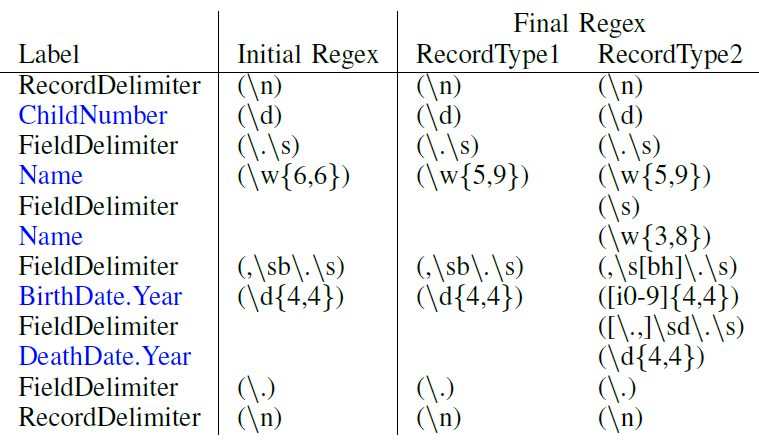 Final Regex
Label Initial Regex RecordType1 RecordType2
RecordDelimiter (\n) (\n) (\n)
ChildNumber (\d) (\d) (\d)
FieldDelimiter (\.\s) (\.\s) (\.\s)
Name (\w{6,6}) (\w{5,9}) (\w{5,9})
FieldDelimiter (\s)
Name (\w{3,8})
FieldDelimiter (,\sb\.\s) (,\sb\.\s) (,\s[bh]\.\s)
BirthDate.Year (\d{4,4}) (\d{4,4}) ([i0-9]{4,4})
FieldDelimiter ([\.,]\sd\.\s)
DeathDate.Year (\d{4,4})
FieldDelimiter (\.) (\.) (\.)
RecordDelimiter (\n) (\n) (\n)